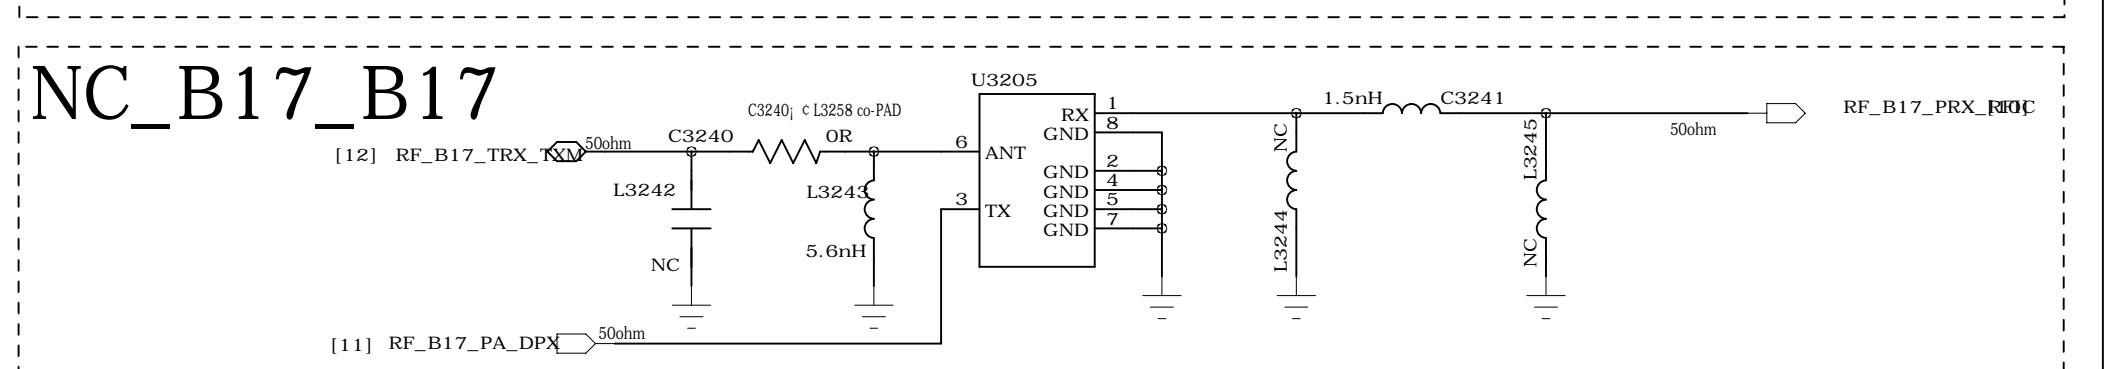 NC_B17_B17
U3205
C3240¡ ¢ L3258 co-PAD
[12] RF_B17_TRX_TXM
50ohm
C3240
0R
L3242
NC
L3243
5.6nH
6
ANT
3
TX
RX
1
GND
8
GND
2
GND
4
GND
5
GND
7
NC
L3244
1.5nH
C3241
L3245
NC
50ohm
RF_B17_PRX_
[11] RF_B17_PA_DPX
50ohm